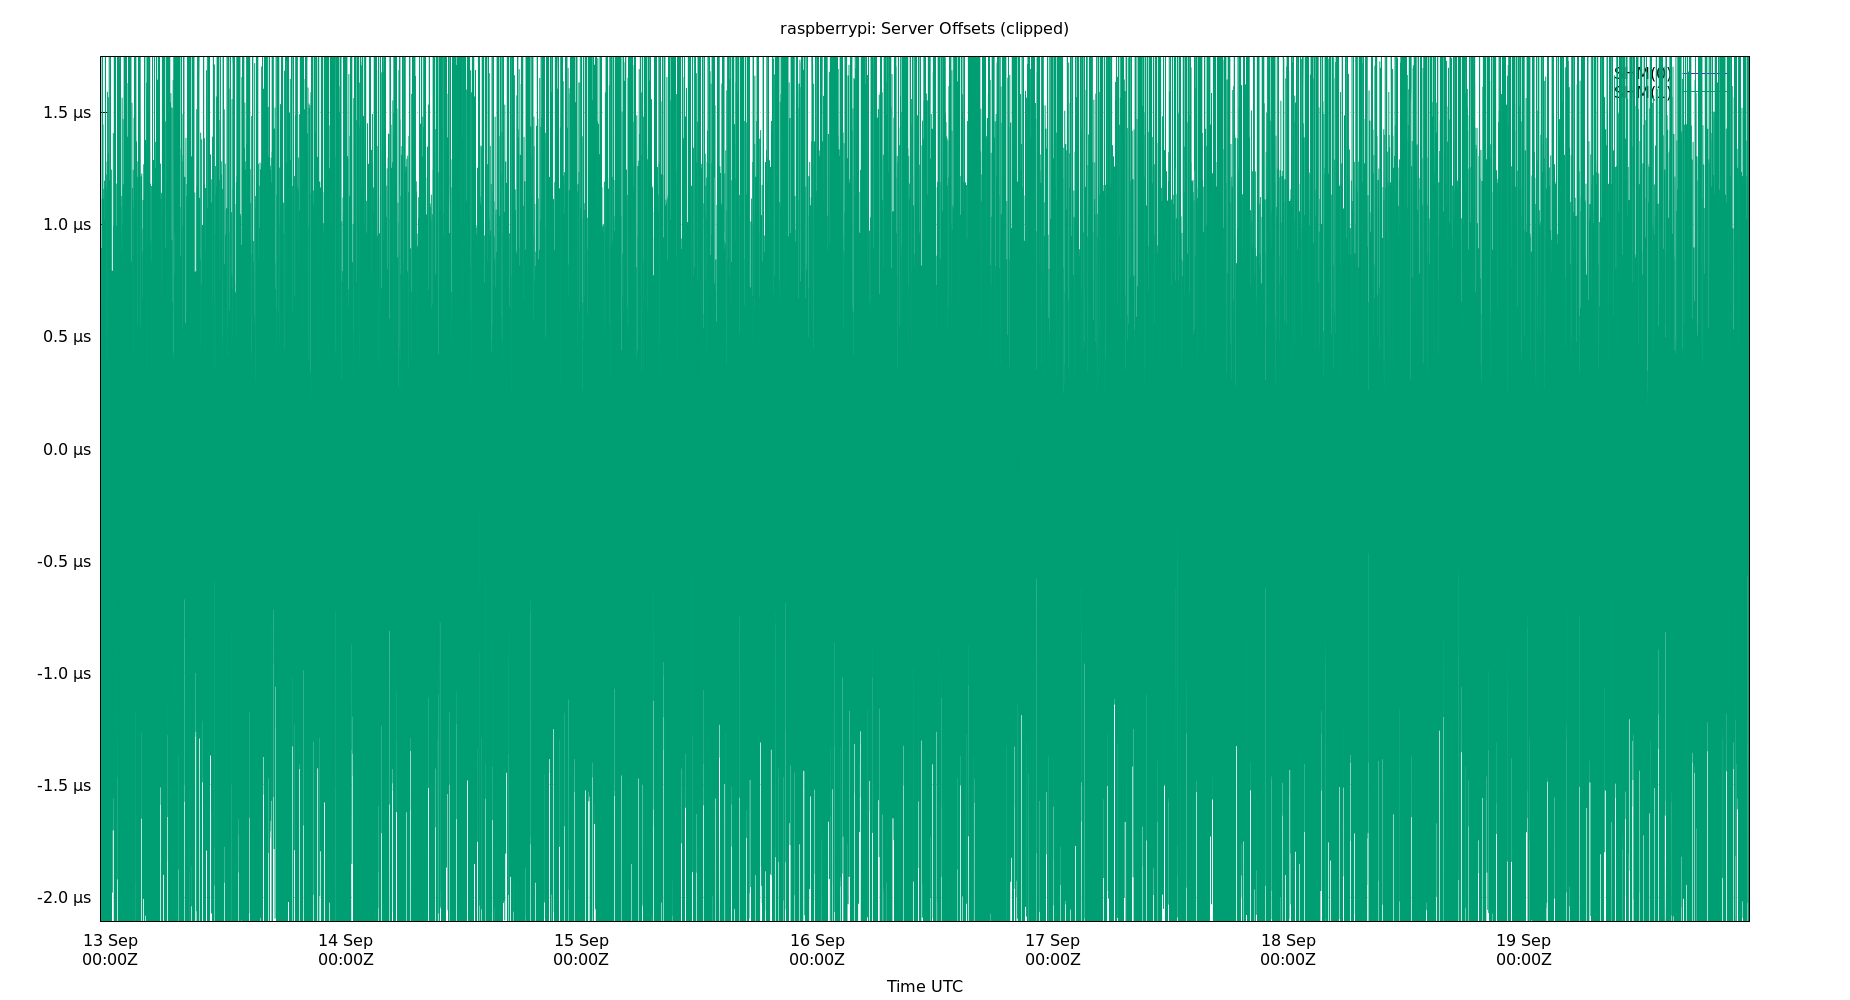 raspberrypi: Server Offsets (clipped)
SHM(0)
1.5 µs
1.0 µs
0.5 µs
0.0 µs
-0.5 µs
-1.0 µs
-1.5 µs
-2.0 µs
13 Sep 14 Sep 15 Sep 16 Sep 17 Sep 18 Sep 19 Sep
00:00Z 00:00Z 00:00Z 00:00Z 00:00Z 00:00Z 00:00Z
Time UTC